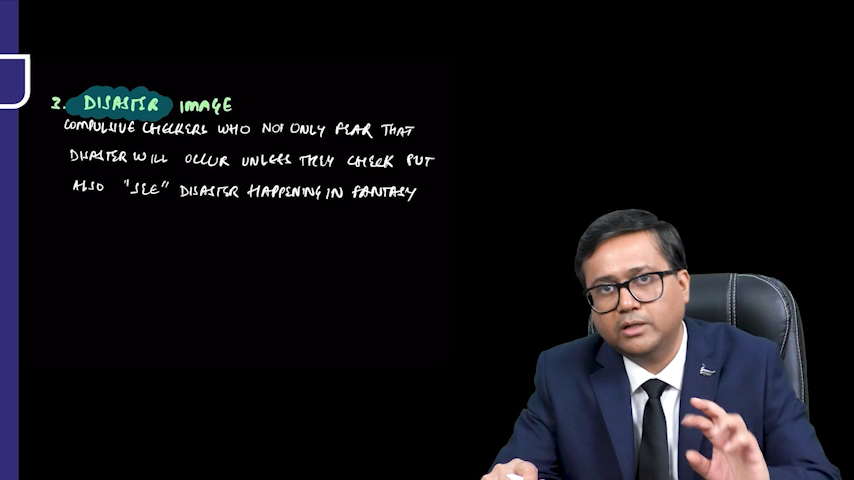 3. DISASTER IMAGE
COMPULSIVE CHECKERS WHO NOT ONLY FEAR THAT
DISASTER WILL OCCUR UNLESS THEY CHECK BUT
ALSO "SEE" DISASTER HAPPENING IN FANTASY